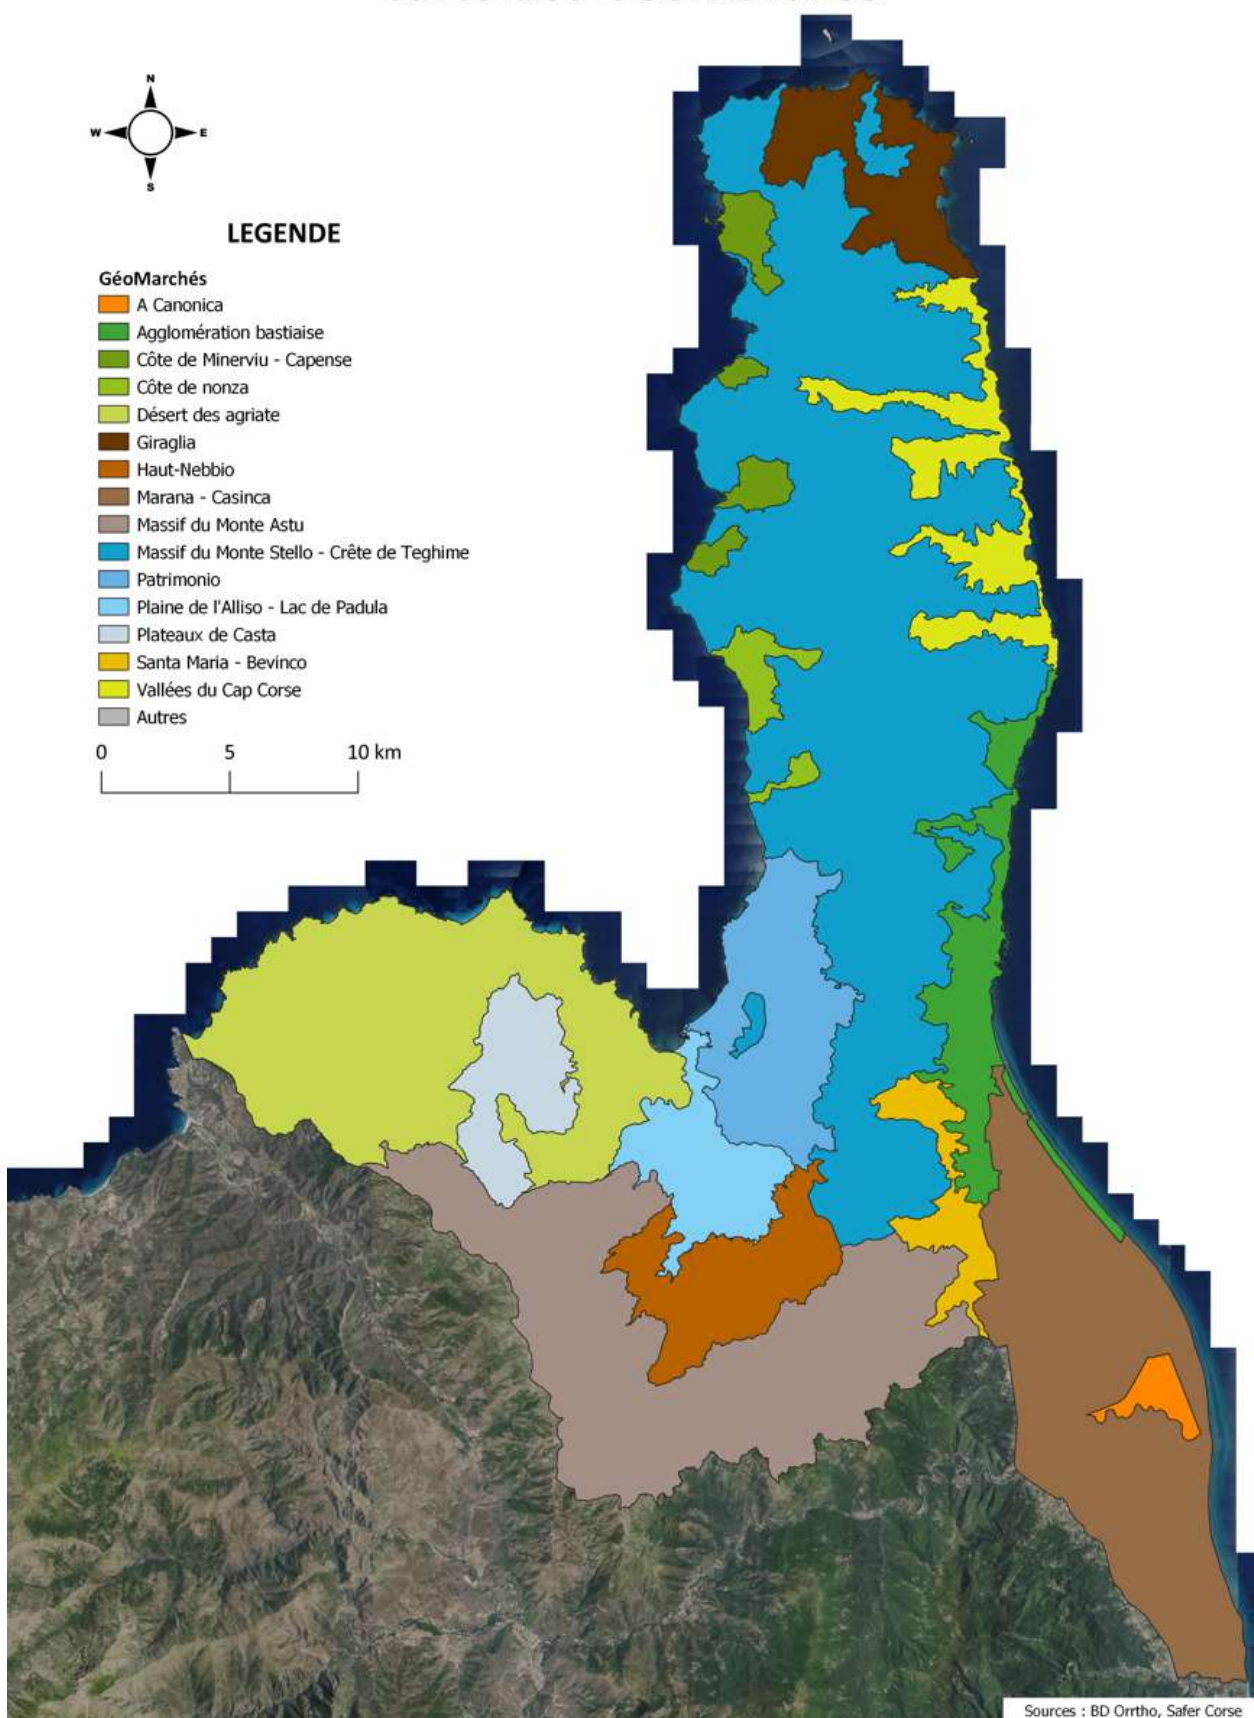 N
W E
S
LEGENDE
GéoMarchés
A Canonica
Agglomération bastiaise
Côte de Minerviu - Capense
Côte de nonza
Désert des agriate
Giraglia
Haut-Nebbio
Marana - Casinca
Massif du Monte Astu
Massif du Monte Stello - Crête de Teghime
Patrimonio
Plaine de l'Alliso - Lac de Padula
Plateaux de Casta
Santa Maria - Bevinco
Vallées du Cap Corse
Autres
0 5 10 km
Sources : BD Orrtho, Safer Corse